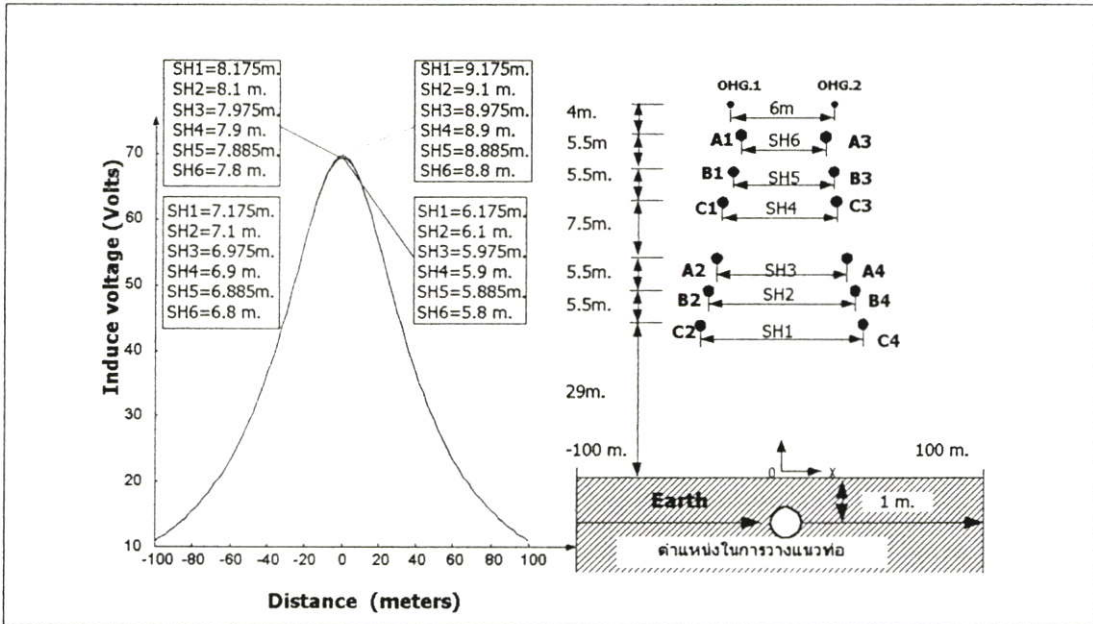 SH1=8.175m.
SH2=8.1 m.
SH3=7.975m.
SH4=7.9 m.
SH5=7.885m.
SH6=7.8 m.
SH1=9.175m.
SH2=9.1 m.
SH3=8.975m.
SH4=8.9 m.
SH5=8.885m.
SH6=8.8 m.
SH1=7.175m.
SH2=7.1 m.
SH3=6.975m.
SH4=6.9 m.
SH5=6.885m.
SH6=6.8 m.
SH1=6.175m.
SH2=6.1 m.
SH3=5.975m.
SH4=5.9 m.
SH5=5.885m.
SH6=5.8 m.
Induce voltage (Volts)
70
60
50
40
30
20
10
-100 -80 -60 -40 -20 0 20 40 60 80 100
Distance (meters)
OHG.1 OHG.2
4m. 6m
5.5m A1 SH6 A3
5.5m. B1 SH5 B3
C1 SH4 C3
7.5m.
A2 SH3 A4
5.5m.
B2 SH2 B4
5.5m.
C2 SH1 C4
29m.
-100 m. 100 m.
O X
Earth 1 m.
ตำแหน่งในการวางแนวท่อ